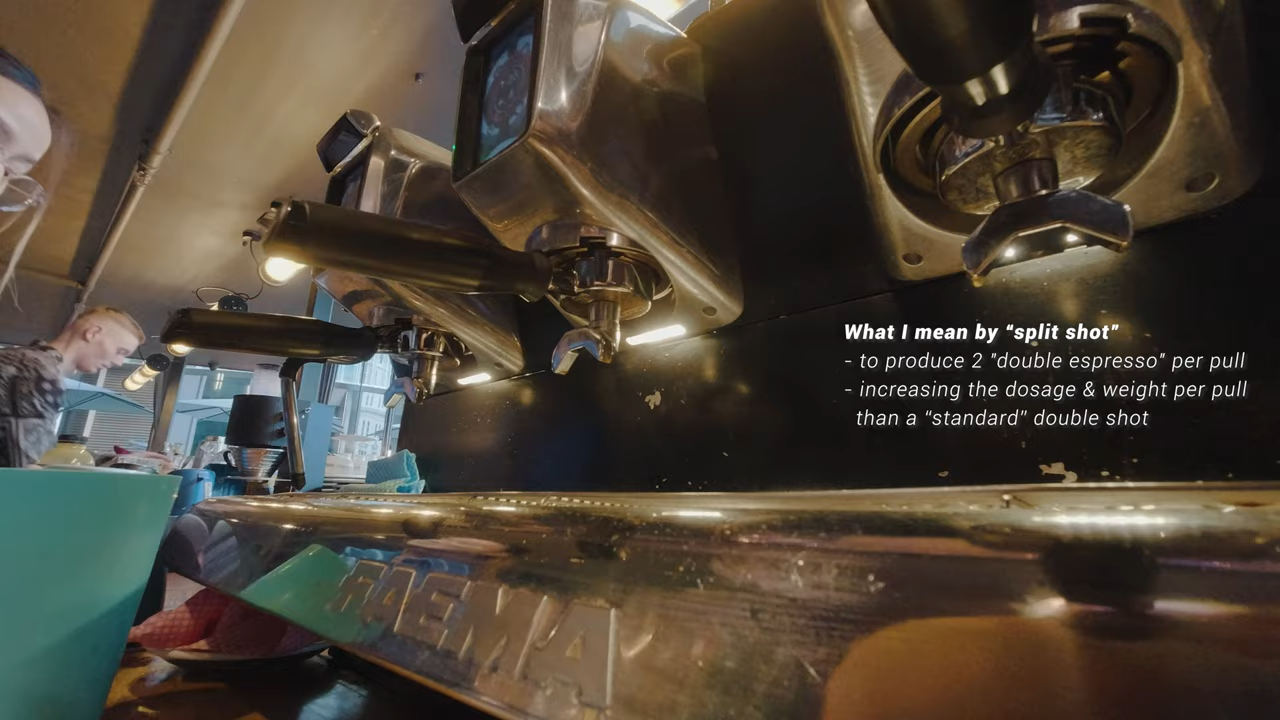 What I mean by “split shot”
- to produce 2 "double espresso" per pull
- increasing the dosage & weight per pull
than a “standard” double shot
FAEMA